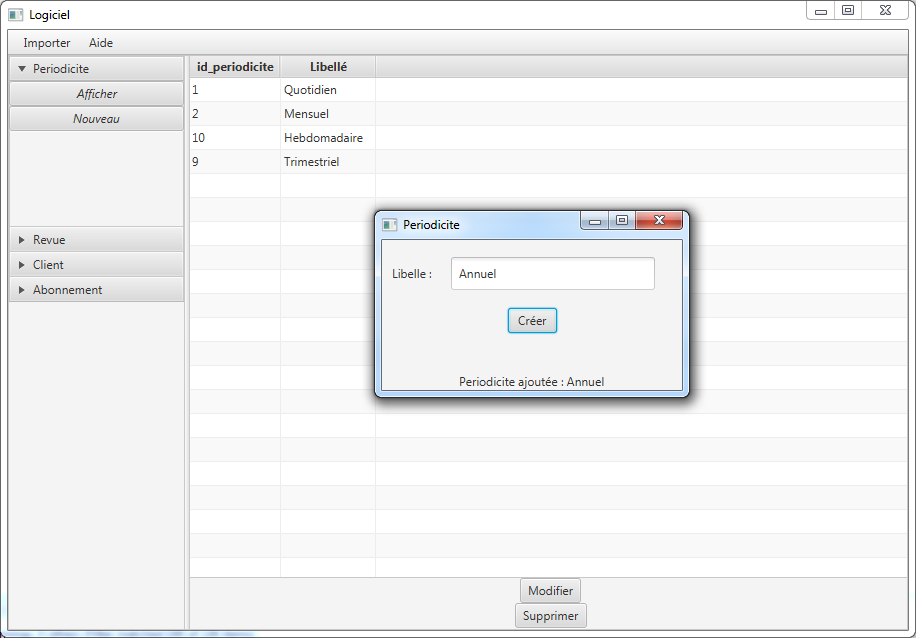 Logiciel
Importer Aide
Periodicite
Afficher
Nouveau
Revue
Client
Abonnement
id_periodicite Libellé
1 Quotidien
2 Mensuel
10 Hebdomadaire
9 Trimestriel
Periodicite
Libelle : Annuel
Créer
Periodicite ajoutée : Annuel
Modifier
Supprimer